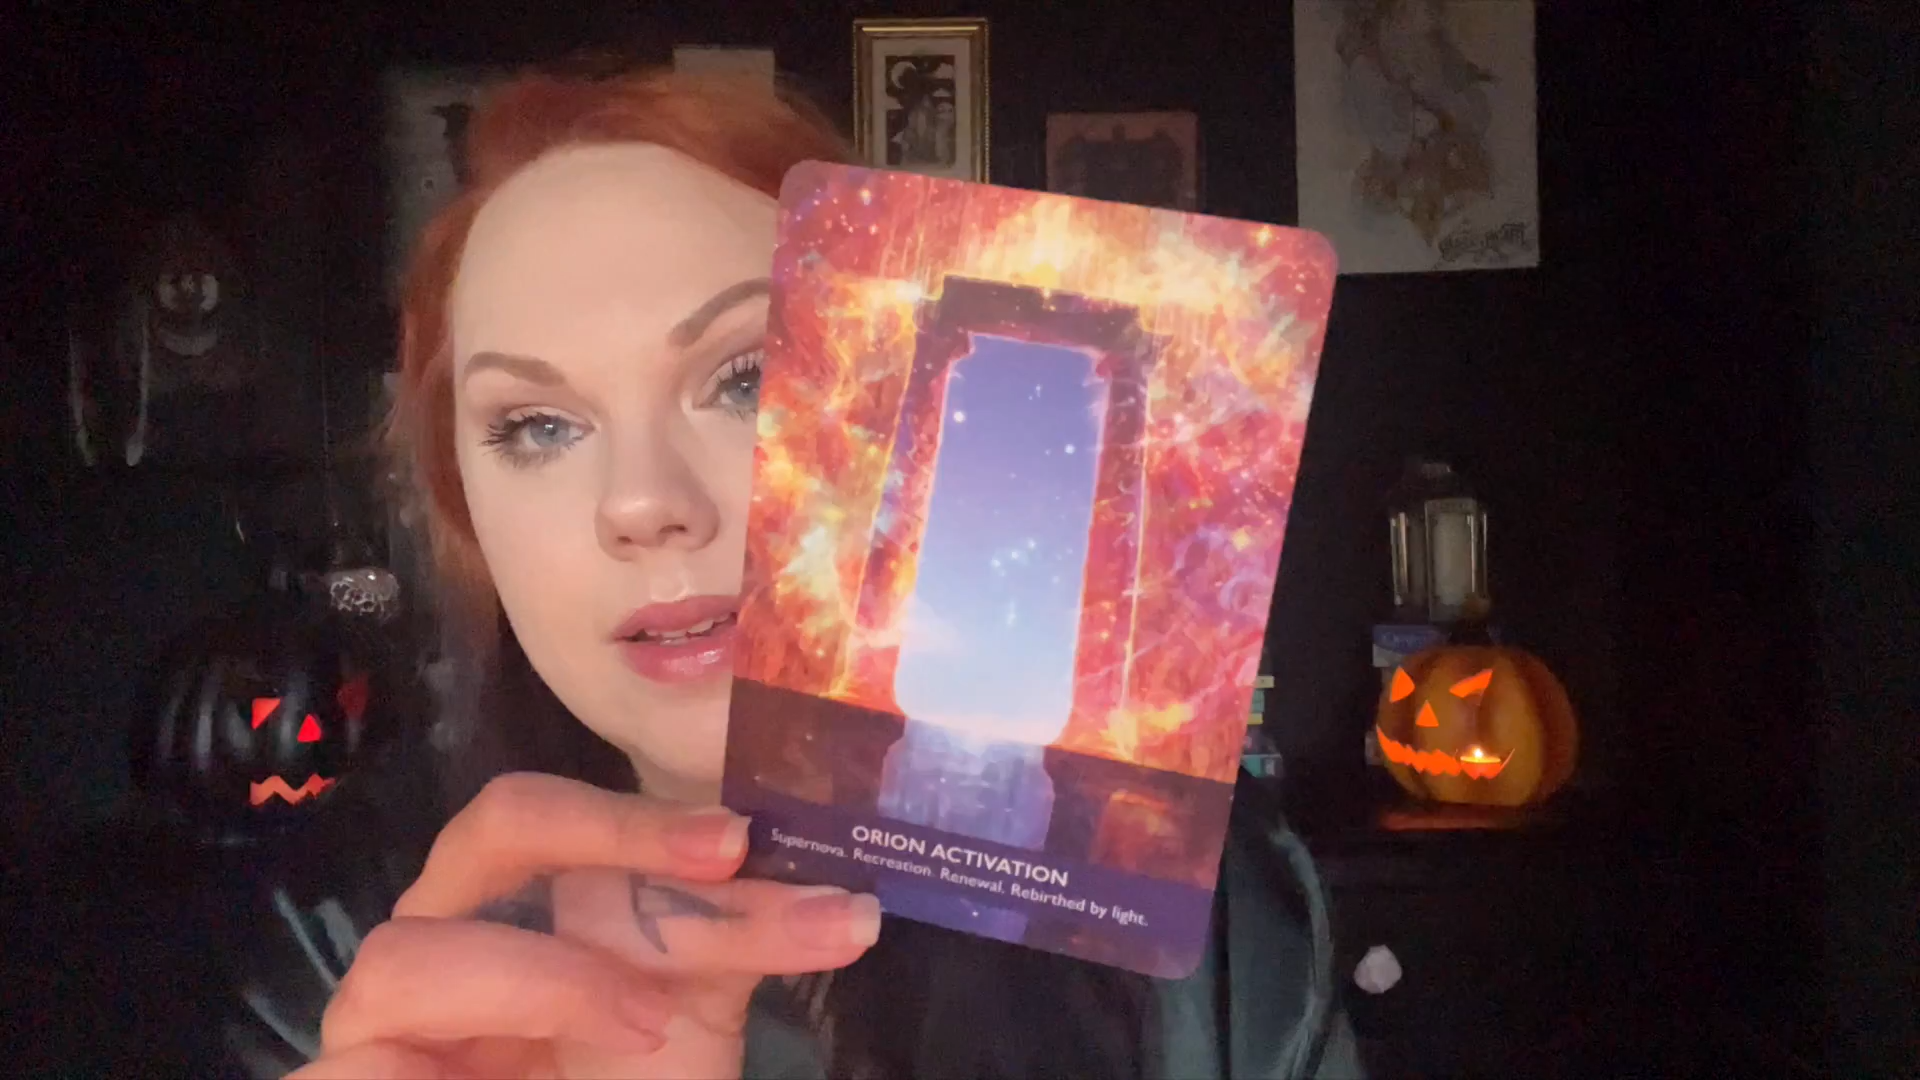 ORION ACTIVATION
Supernova. Recreation. Renewal. Rebirthed by light.